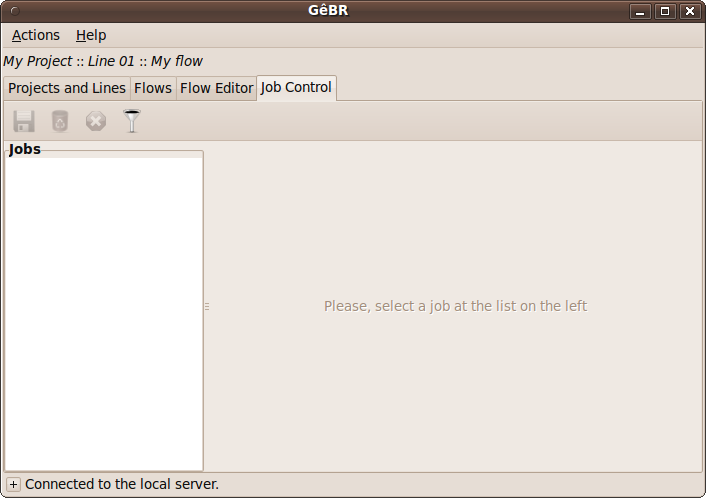 GêBR
Actions Help
My Project :: Line 01 :: My flow
Projects and Lines Flows Flow Editor Job Control
Jobs
Please, select a job at the list on the left
Connected to the local server.